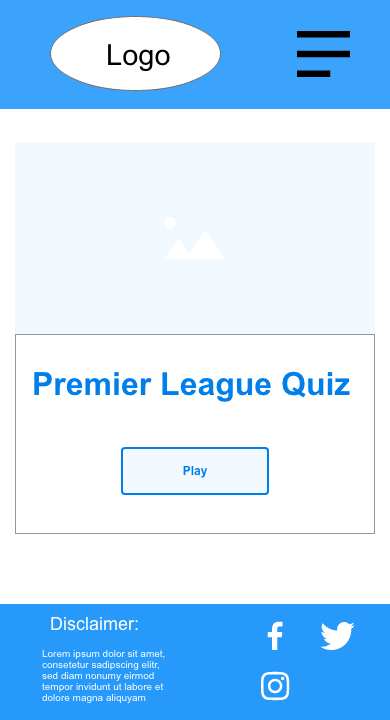 Logo
Premier League Quiz
Play
Disclaimer:
Lorem ipsum dolor sit amet,
consetetur sadipscing elitr,
sed diam nonumy eirmod
tempor invidunt ut labore et
dolore magna aliquyam